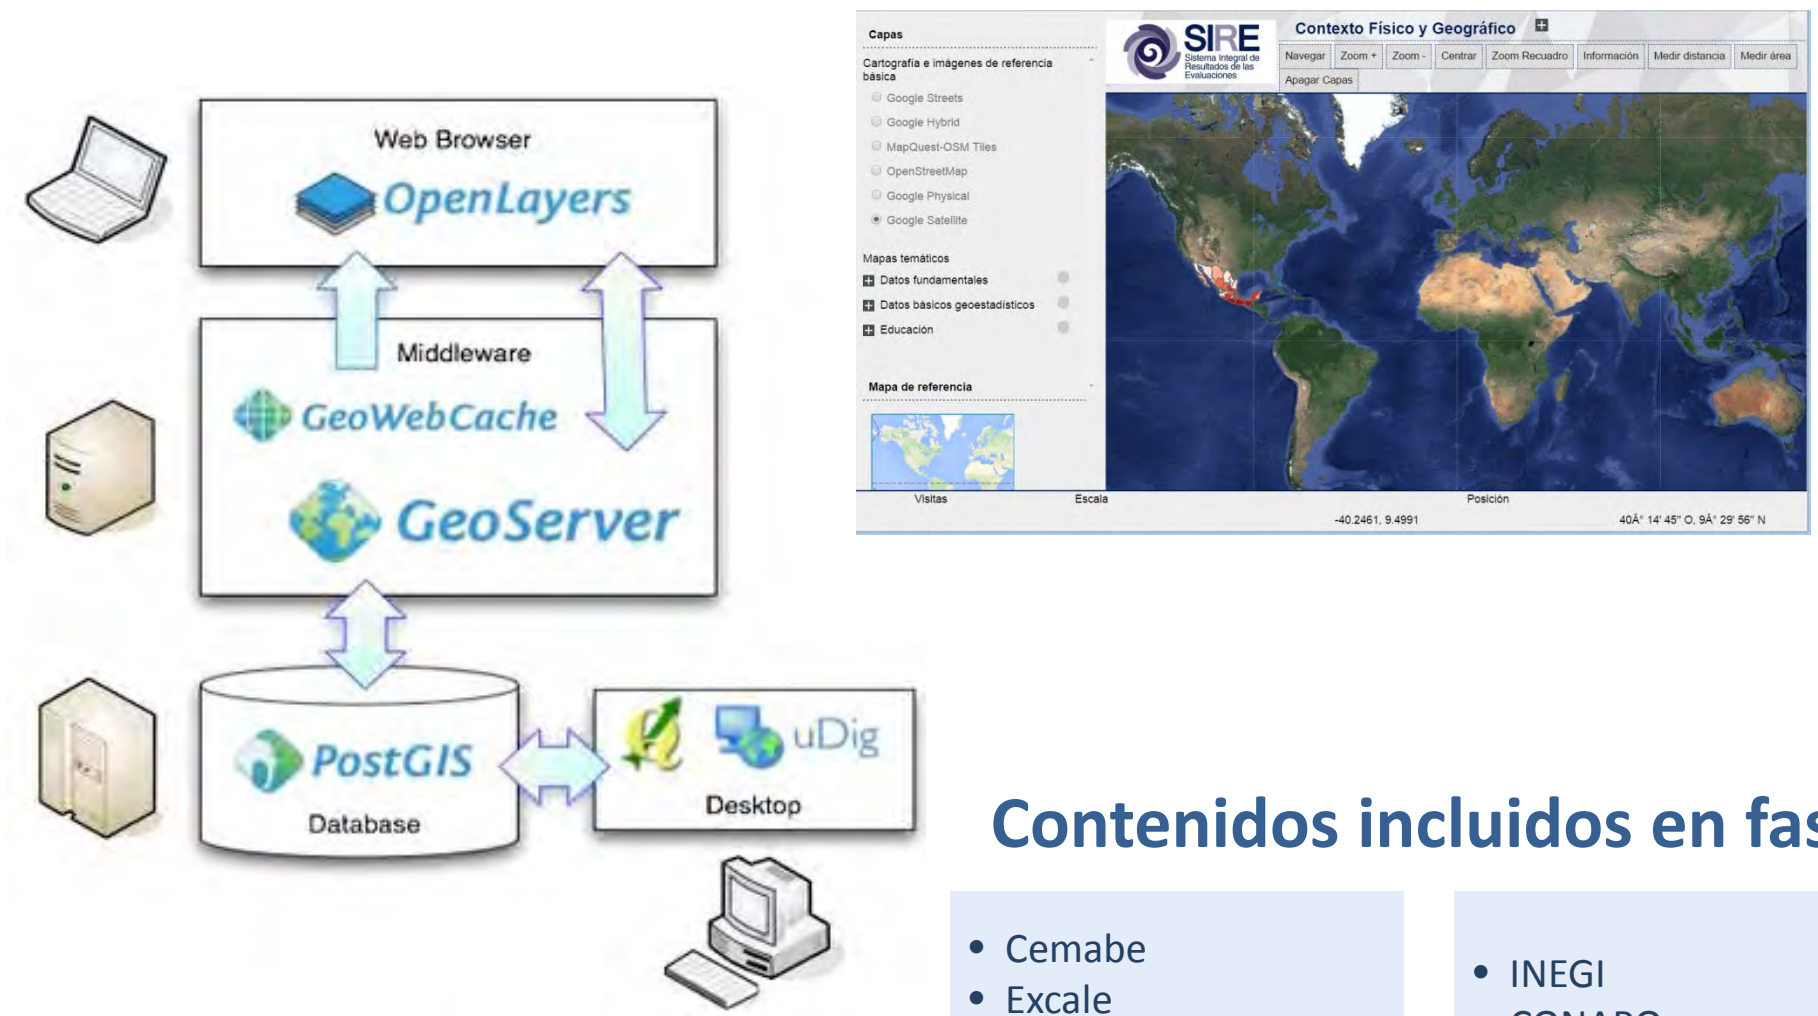 Web Browser
OpenLayers
Middleware
GeoWebCache
GeoServer
PostGIS
Database
uDig
Desktop
Capas
Cartografía e imágenes de referencia
básica
Google Streets
Google Hybrid
MapQuest-OSM Tiles
OpenStreetMap
Google Physical
Google Satellite
Mapas temáticos
Datos fundamentales
Datos básicos geoestadísticos
Educación
Mapa de referencia
SIRE
Sistema Integral de
Resultados de las
Evaluaciones
Contexto Físico y Geográfico
Navegar Zoom + Zoom - Centrar Zoom Recuadro Información Medir distancia Medir área
Apagar Capas
Visitas Escala Posición
-40.2461, 9.4991 40Â° 14' 45" O, 9Â° 29' 56" N
Contenidos incluidos en fas
• Cemabe
• Excale
• INEGI